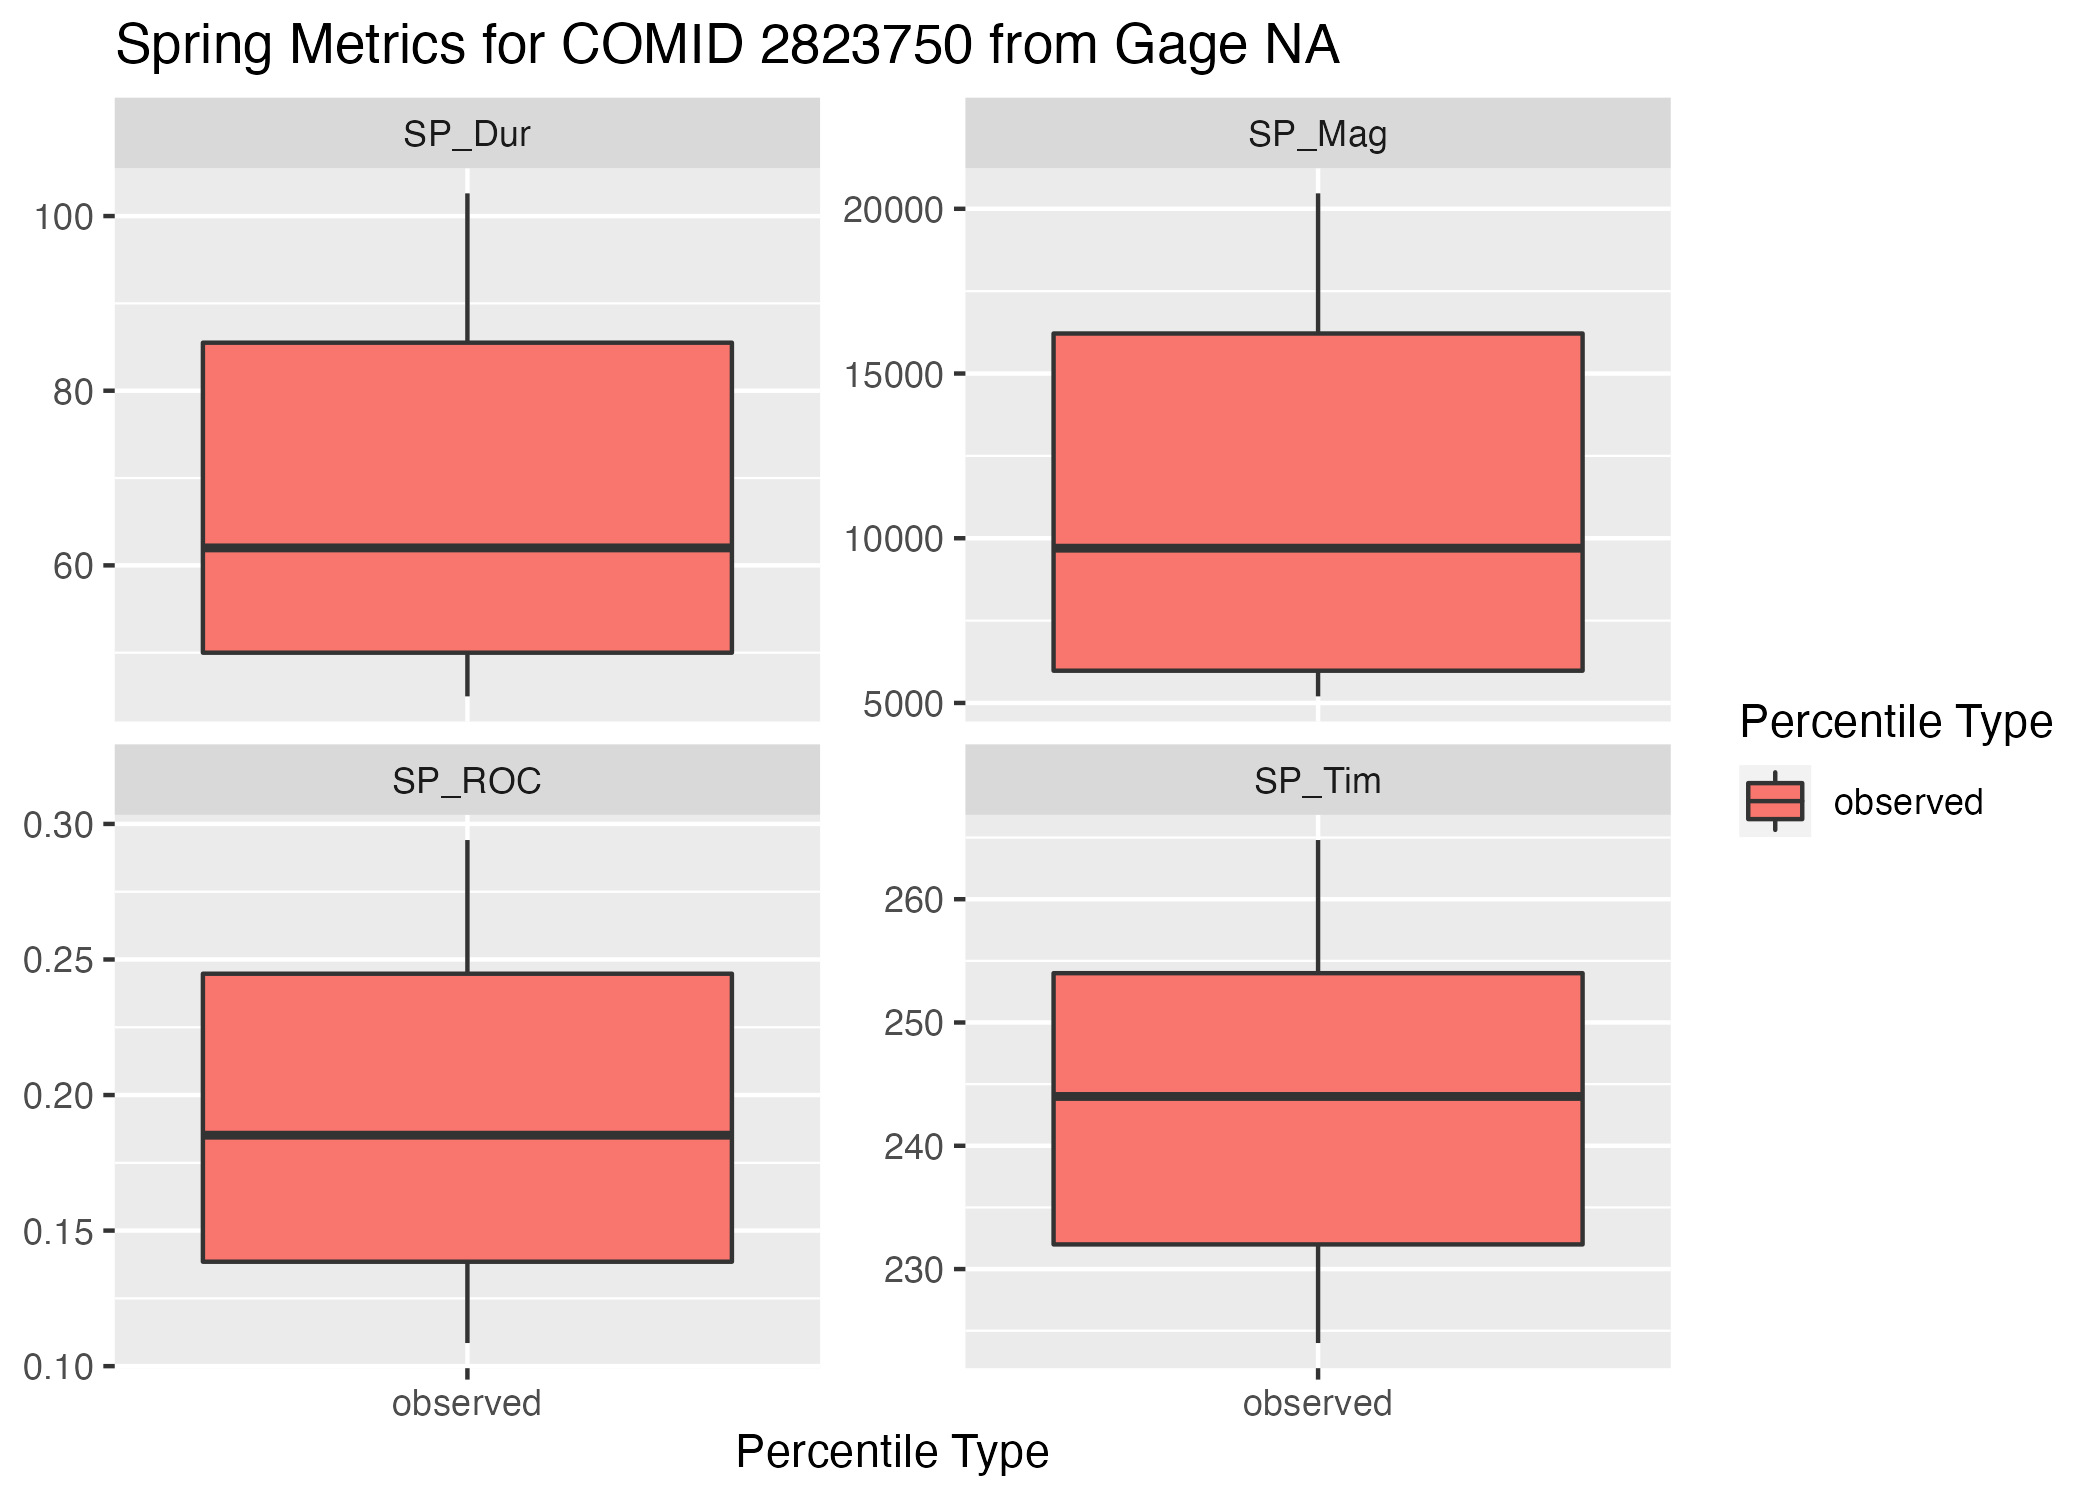 Spring Metrics for COMID 2823750 from Gage NA
SP_Dur
100
80
60
SP_Mag
20000
15000
10000
5000
SP_ROC
0.30
0.25
0.20
0.15
0.10
observed
SP_Tim
260
250
240
230
observed
Percentile Type
Percentile Type
observed